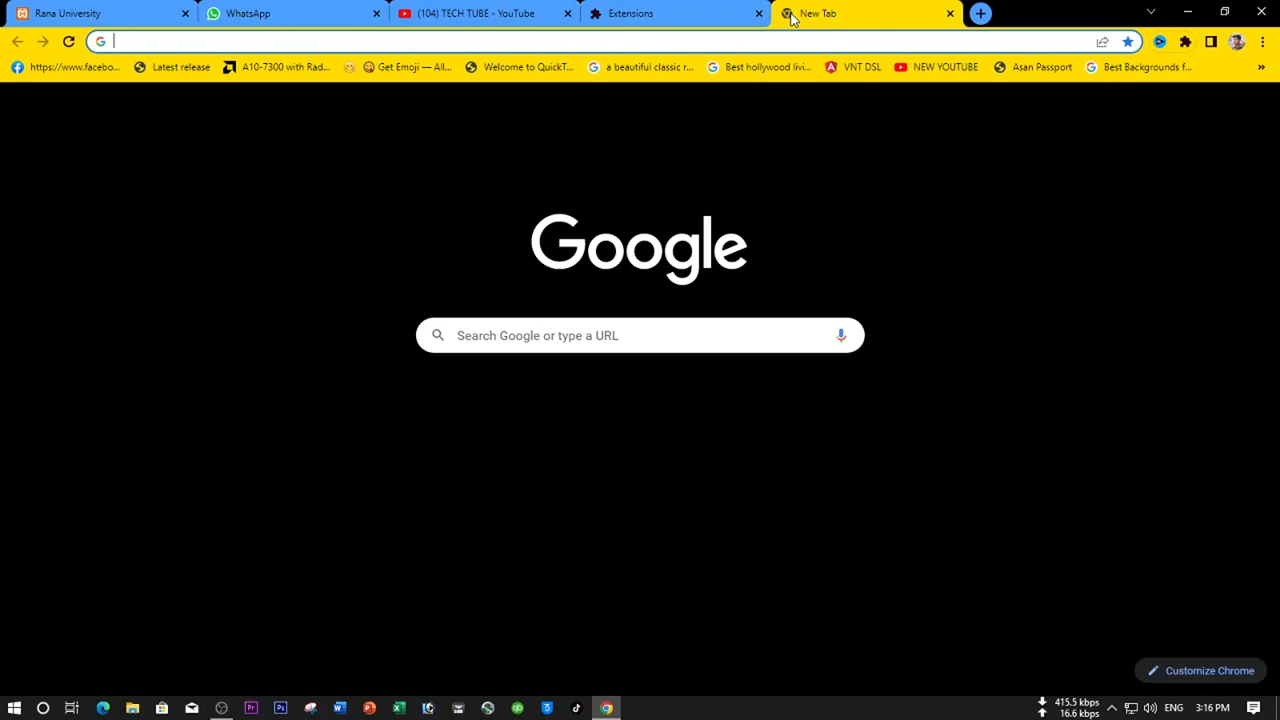 Rana University
WhatsApp
(104) TECH TUBE - YouTube
Extensions
New Tab
https://www.facebo...
Latest release
A10-7300 with Rad...
Get Emoji — All...
Welcome to QuickT...
a beautiful classic r...
Best hollywood livi...
VNT DSL
NEW YOUTUBE
Asan Passport
Best Backgrounds f...
»
Google
Search Google or type a URL
Customize Chrome
415.5 kbps
16.6 kbps
ENG
3:16 PM